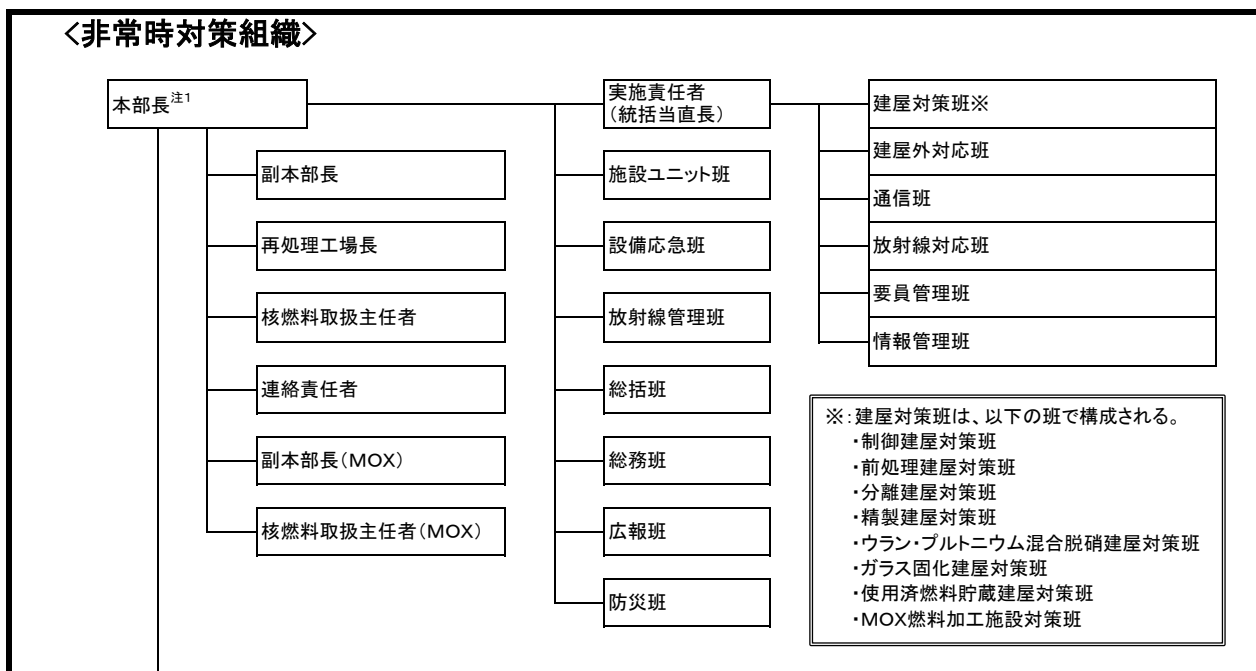 <非常時対策組織>
本部長注1
副本部長
再処理工場長
核燃料取扱主任者
連絡責任者
副本部長(MOX)
核燃料取扱主任者(MOX)
実施責任者
(統括当直長)
施設ユニット班
設備応急班
放射線管理班
総括班
総務班
広報班
防災班
建屋対策班※
建屋外対応班
通信班
放射線対応班
要員管理班
情報管理班
※:建屋対策班は、以下の班で構成される。
・制御建屋対策班
・前処理建屋対策班
・分離建屋対策班
・精製建屋対策班
・ウラン・プルトニウム混合脱硝建屋対策班
・ガラス固化建屋対策班
・使用済燃料貯蔵建屋対策班
・MOX燃料加工施設対策班